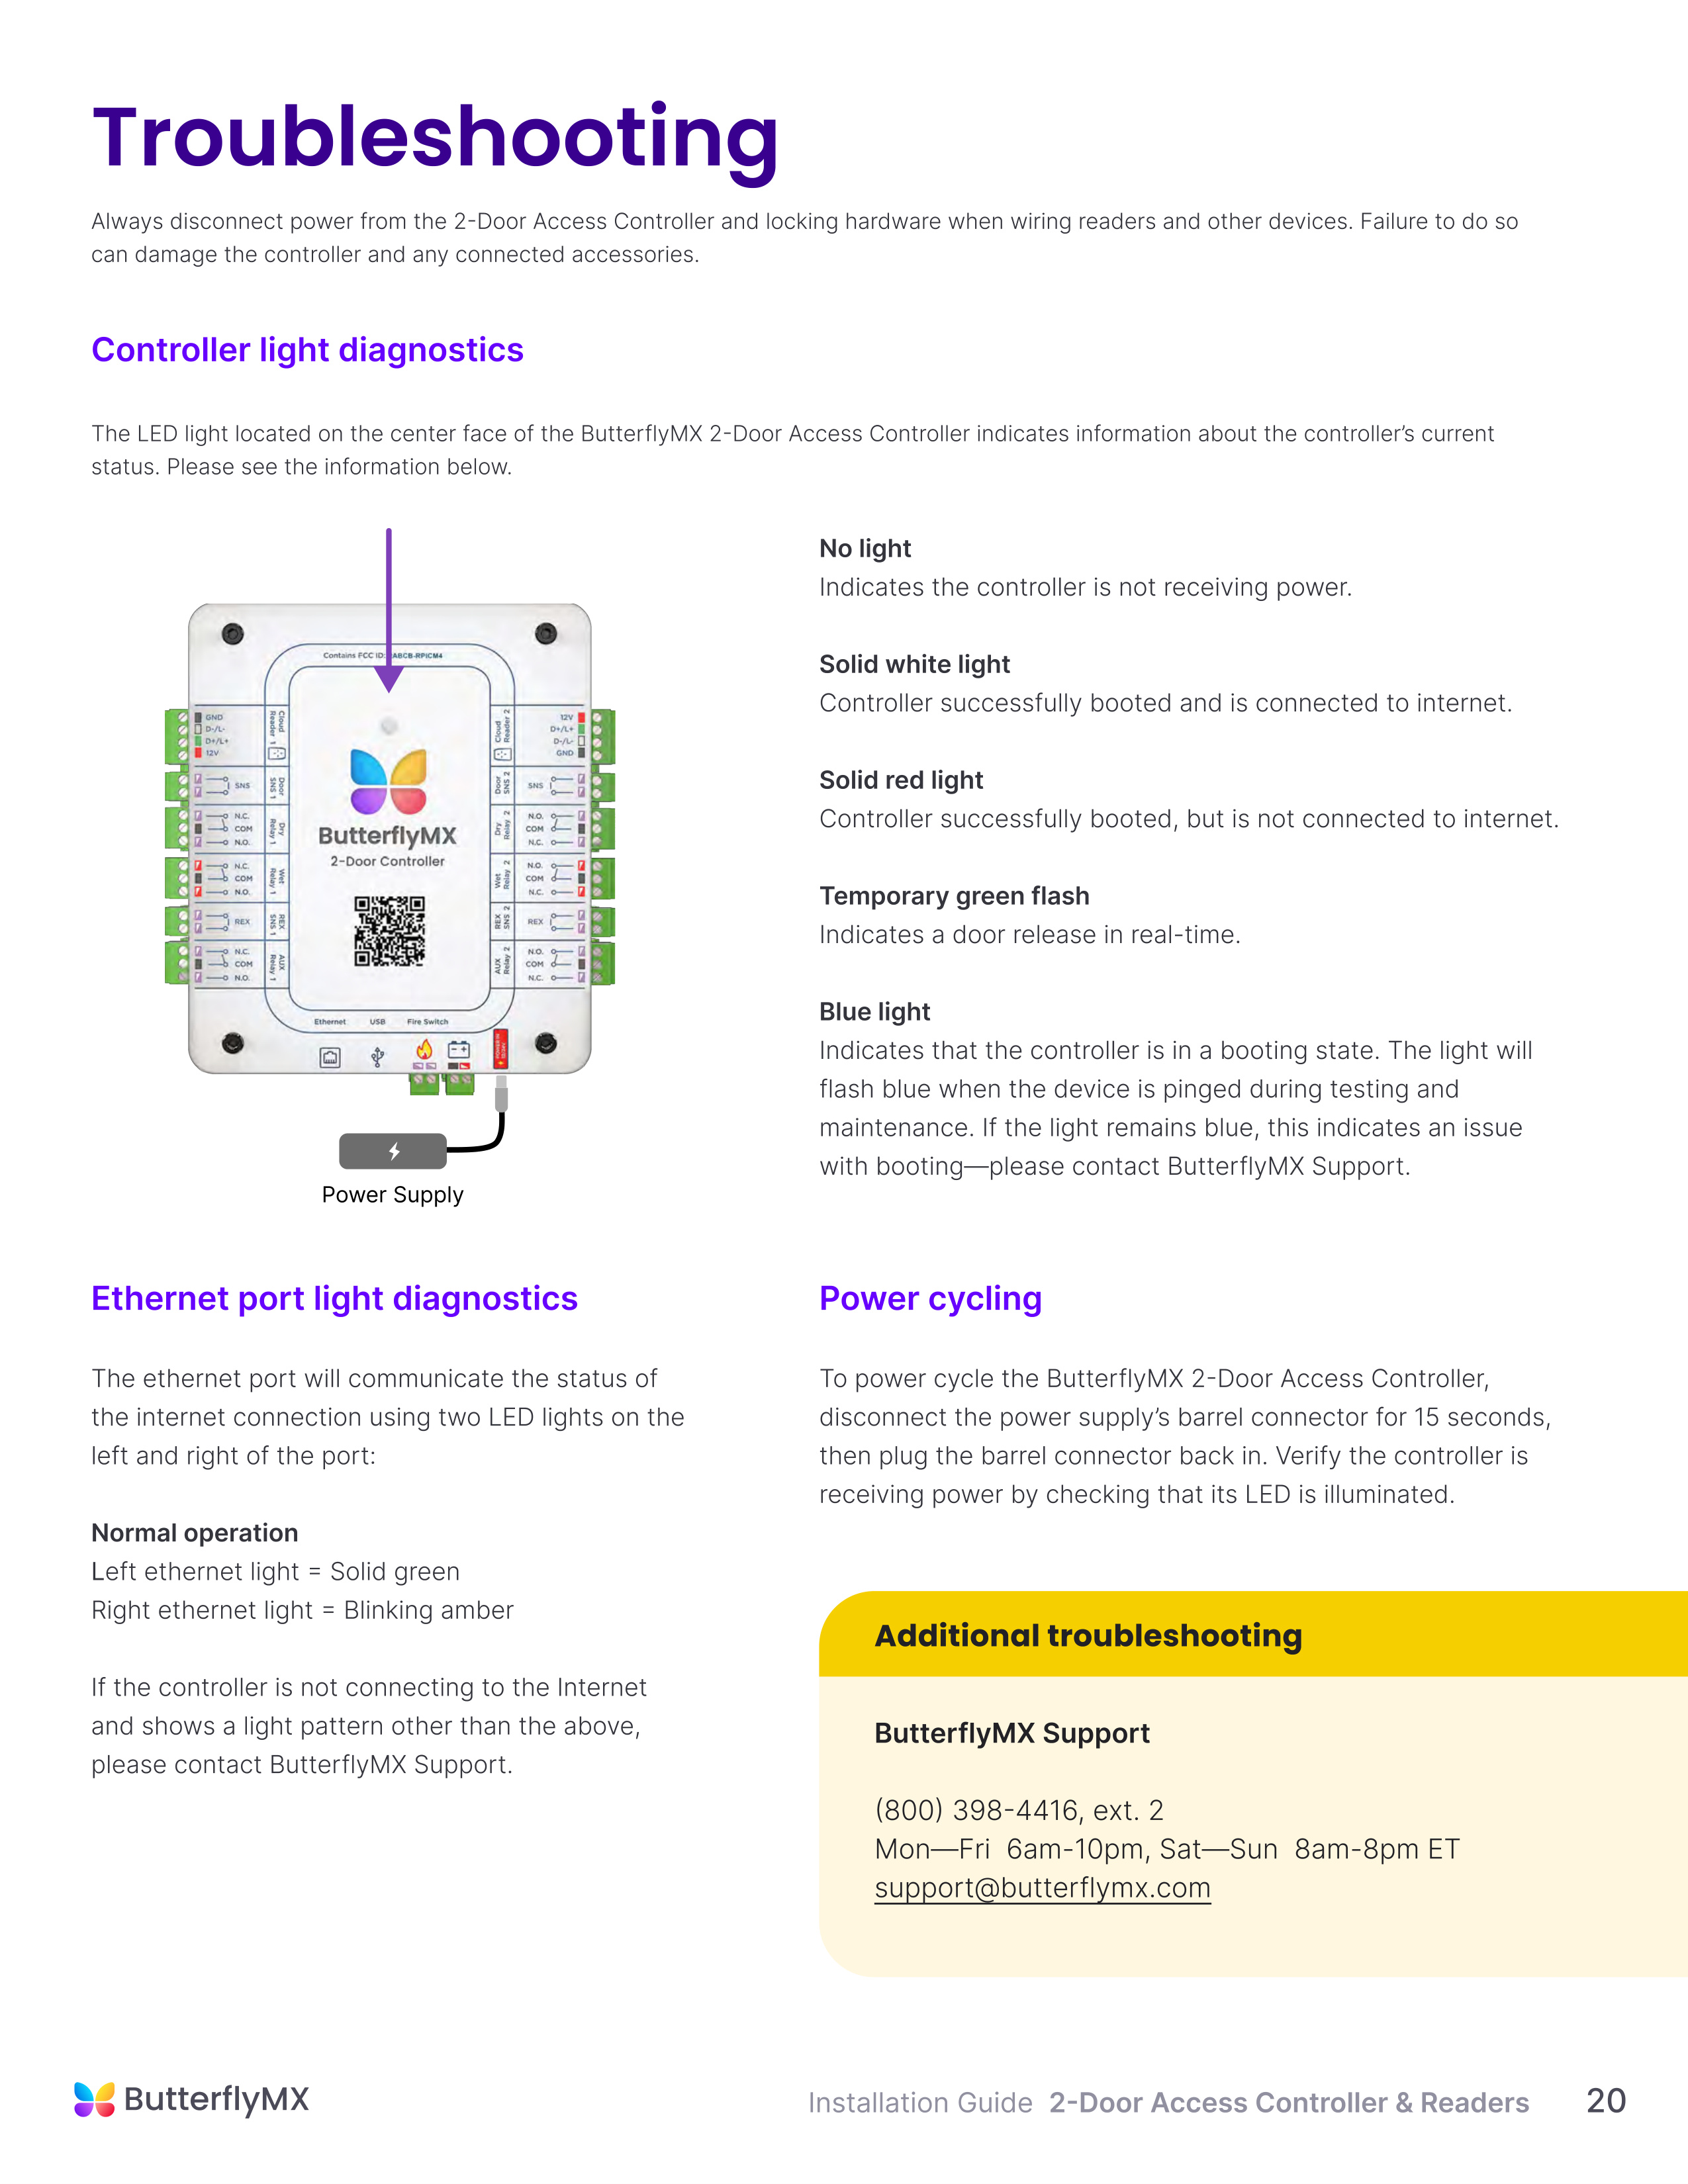 Troubleshooting
Always disconnect power from the 2-Door Access Controller and locking hardware when wiring readers and other devices. Failure to do so
can damage the controller and any connected accessories.
Controller light diagnostics
The LED light located on the center face of the ButterflyMX 2-Door Access Controller indicates information about the controller’s current
status. Please see the information below.
Contains FCC ID: ABCB-RPICM4
GND
D-/L-
D+/L+
12V
Cloud
Reader 1
SNS
Door
SNS 1
N.C.
COM
N.O.
Dry
Relay 1
N.C.
COM
N.O.
Wet
Relay 1
REX
REX
SNS 1
N.C.
COM
N.O.
AUX
Relay 1
Cloud
Reader 2
12V
D+/L+
D-/L-
GND
Door
SNS 2
SNS
Dry
Relay 2
N.O.
COM
N.C.
Wet
Relay 2
N.O.
COM
N.C.
REX
SNS 2
REX
AUX
Relay 2
N.O.
COM
N.C.
ButterflyMX
2-Door Controller
Ethernet USB Fire Switch
Power Supply
No light
Indicates the controller is not receiving power.
Solid white light
Controller successfully booted and is connected to internet.
Solid red light
Controller successfully booted, but is not connected to internet.
Temporary green flash
Indicates a door release in real-time.
Blue light
Indicates that the controller is in a booting state. The light will
flash blue when the device is pinged during testing and
maintenance. If the light remains blue, this indicates an issue
with booting—please contact ButterflyMX Support.
Ethernet port light diagnostics
The ethernet port will communicate the status of
the internet connection using two LED lights on the
left and right of the port:
Normal operation
Left ethernet light = Solid green
Right ethernet light = Blinking amber
If the controller is not connecting to the Internet
and shows a light pattern other than the above,
please contact ButterflyMX Support.
Power cycling
To power cycle the ButterflyMX 2-Door Access Controller,
disconnect the power supply’s barrel connector for 15 seconds,
then plug the barrel connector back in. Verify the controller is
receiving power by checking that its LED is illuminated.
Additional troubleshooting
ButterflyMX Support
(800) 398-4416, ext. 2
Mon—Fri 6am-10pm, Sat—Sun 8am-8pm ET
support@butterflymx.com
ButterflyMX
Installation Guide 2-Door Access Controller & Readers 20